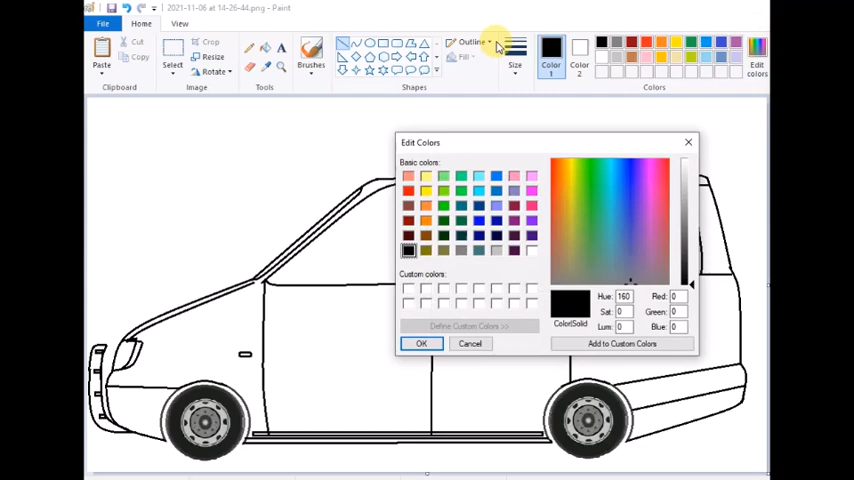 2021-11-06 at 14-26-44.png - Paint
File Home View
Paste
Cut
Copy
Clipboard
Select
Crop
Resize
Rotate
Image
A
Tools
Brushes
Shapes
Outline
Fill
Size
Color
1
Color
2
Colors
Edit
colors
Edit Colors
Basic colors:
Custom colors:
Define Custom Colors >>
OK Cancel
Color|Solid
Hue: 160 Red: 0
Sat: 0 Green: 0
Lum: 0 Blue: 0
Add to Custom Colors